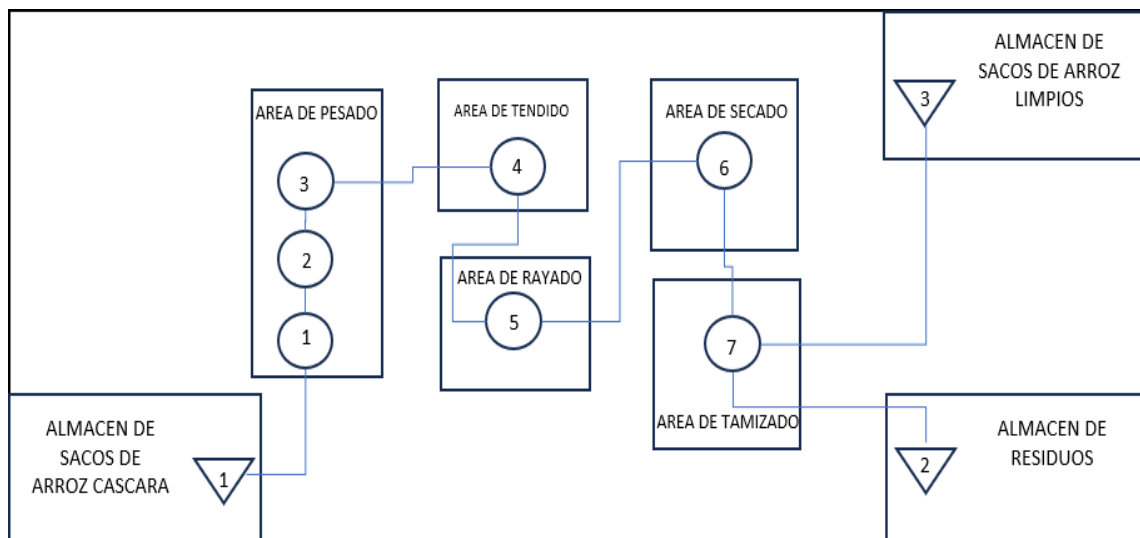 ALMACEN DE
SACOS DE ARROZ
LIMPIOS
3
AREA DE PESADO
3
2
1
AREA DE TENDIDO
4
AREA DE SECADO
6
AREA DE RAYADO
5
7
AREA DE TAMIZADO
ALMACEN DE
SACOS DE
ARROZ CASCARA
1
ALMACEN DE
RESIDUOS
2